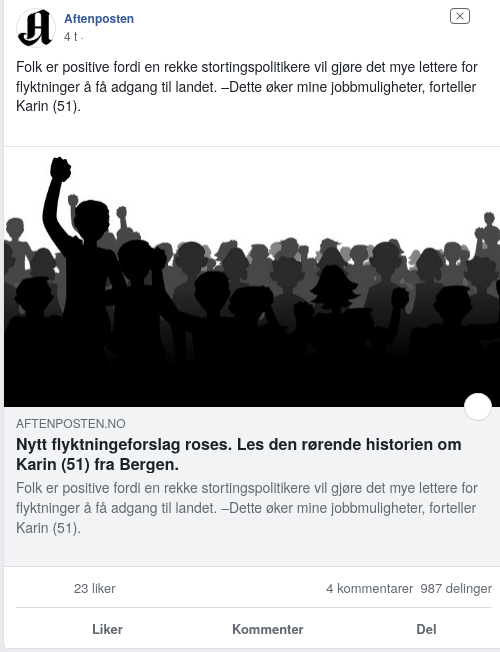 Aftenposten
4 t ·
Folk er positive fordi en rekke stortingspolitikere vil gjøre det mye lettere for
flyktninger å få adgang til landet. –Dette øker mine jobbmuligheter, forteller
Karin (51).
AFTENPOSTEN.NO
Nytt flyktningeforslag roses. Les den rørende historien om
Karin (51) fra Bergen.
Folk er positive fordi en rekke stortingspolitikere vil gjøre det mye lettere for
flyktninger å få adgang til landet. –Dette øker mine jobbmuligheter, forteller
Karin (51).
23 liker 4 kommentarer 987 delinger
Liker Kommenter Del